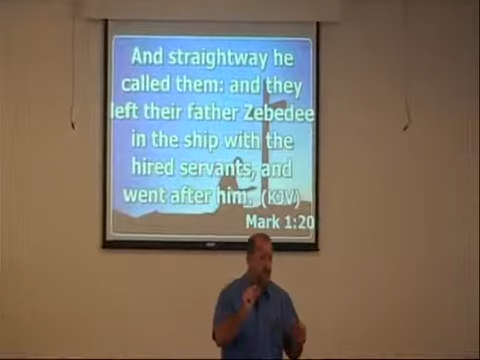 And straightway he
called them: and they
left their father Zebedee
in the ship with the
hired servants, and
went after him. (KJV)
Mark 1:20